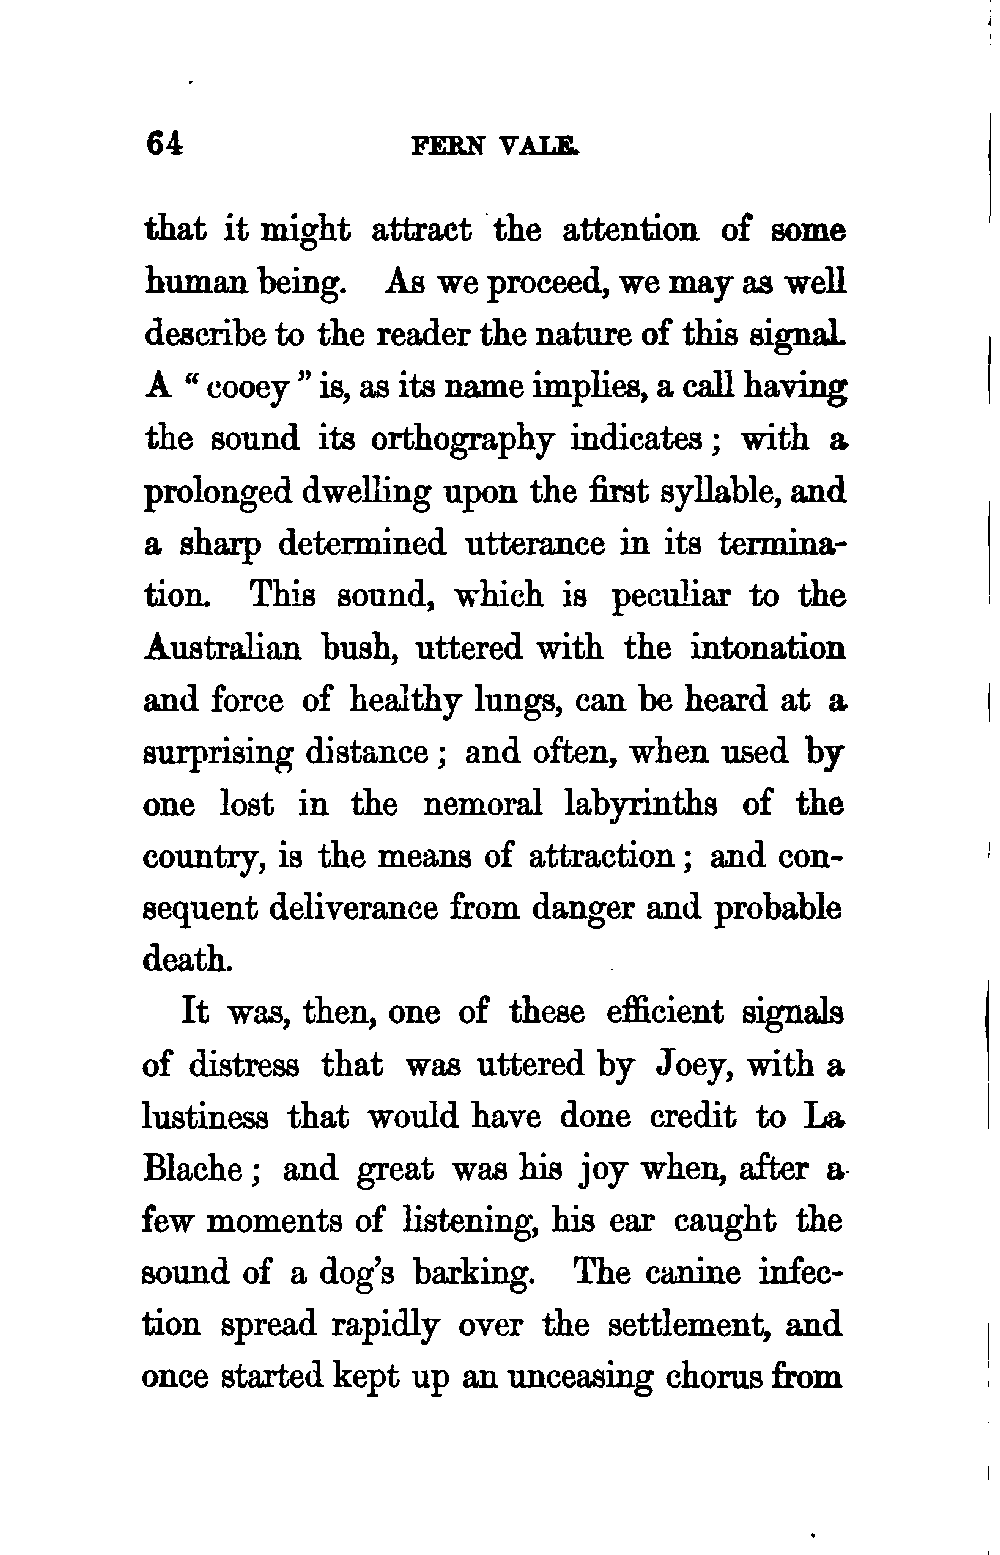 64 FERN VALE.
that it might attract the attention of some
human being. As we proceed, we may as well
describe to the reader the nature of this signal.
A “ cooey ” is, as its name implies, a call having
the sound its orthography indicates ; with a
prolonged dwelling upon the first syllable, and
a sharp determined utterance in its termina-
tion. This sound, which is peculiar to the
Australian bush, uttered with the intonation
and force of healthy lungs, can be heard at a
surprising distance ; and often, when used by
one lost in the nemoral labyrinths of the
country, is the means of attraction ; and con-
sequent deliverance from danger and probable
death.
It was, then, one of these efficient signals
of distress that was uttered by Joey, with a
lustiness that would have done credit to La
Blache ; and great was his joy when, after a
few moments of listening, his ear caught the
sound of a dog’s barking. The canine infec-
tion spread rapidly over the settlement, and
once started kept up an unceasing chorus from